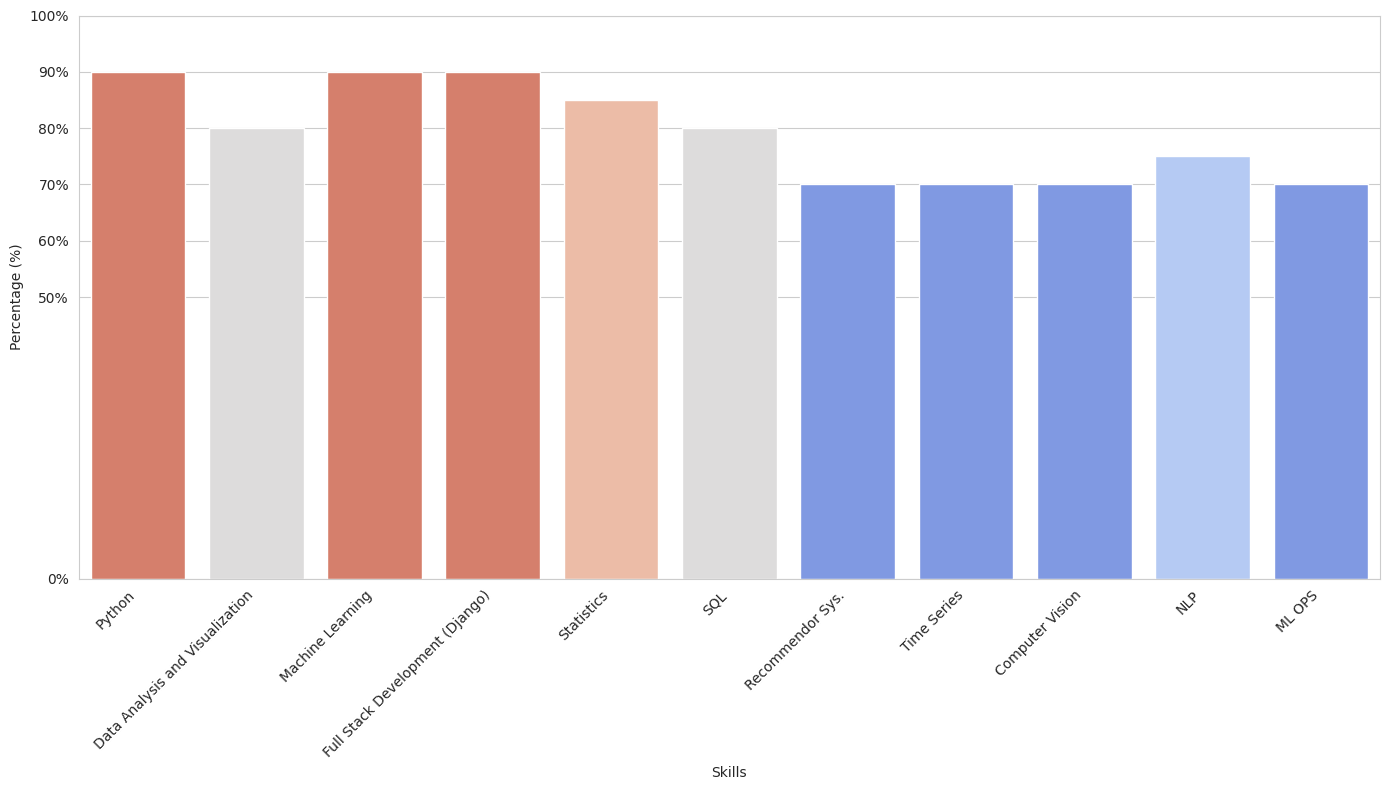 100%
90%
80%
70%
60%
50%
0%
Percentage (%)
Python
Data Analysis and Visualization
Machine Learning
Full Stack Development (Django)
Statistics
SQL
Recommendor Sys.
Time Series
Computer Vision
NLP
ML OPS
Skills